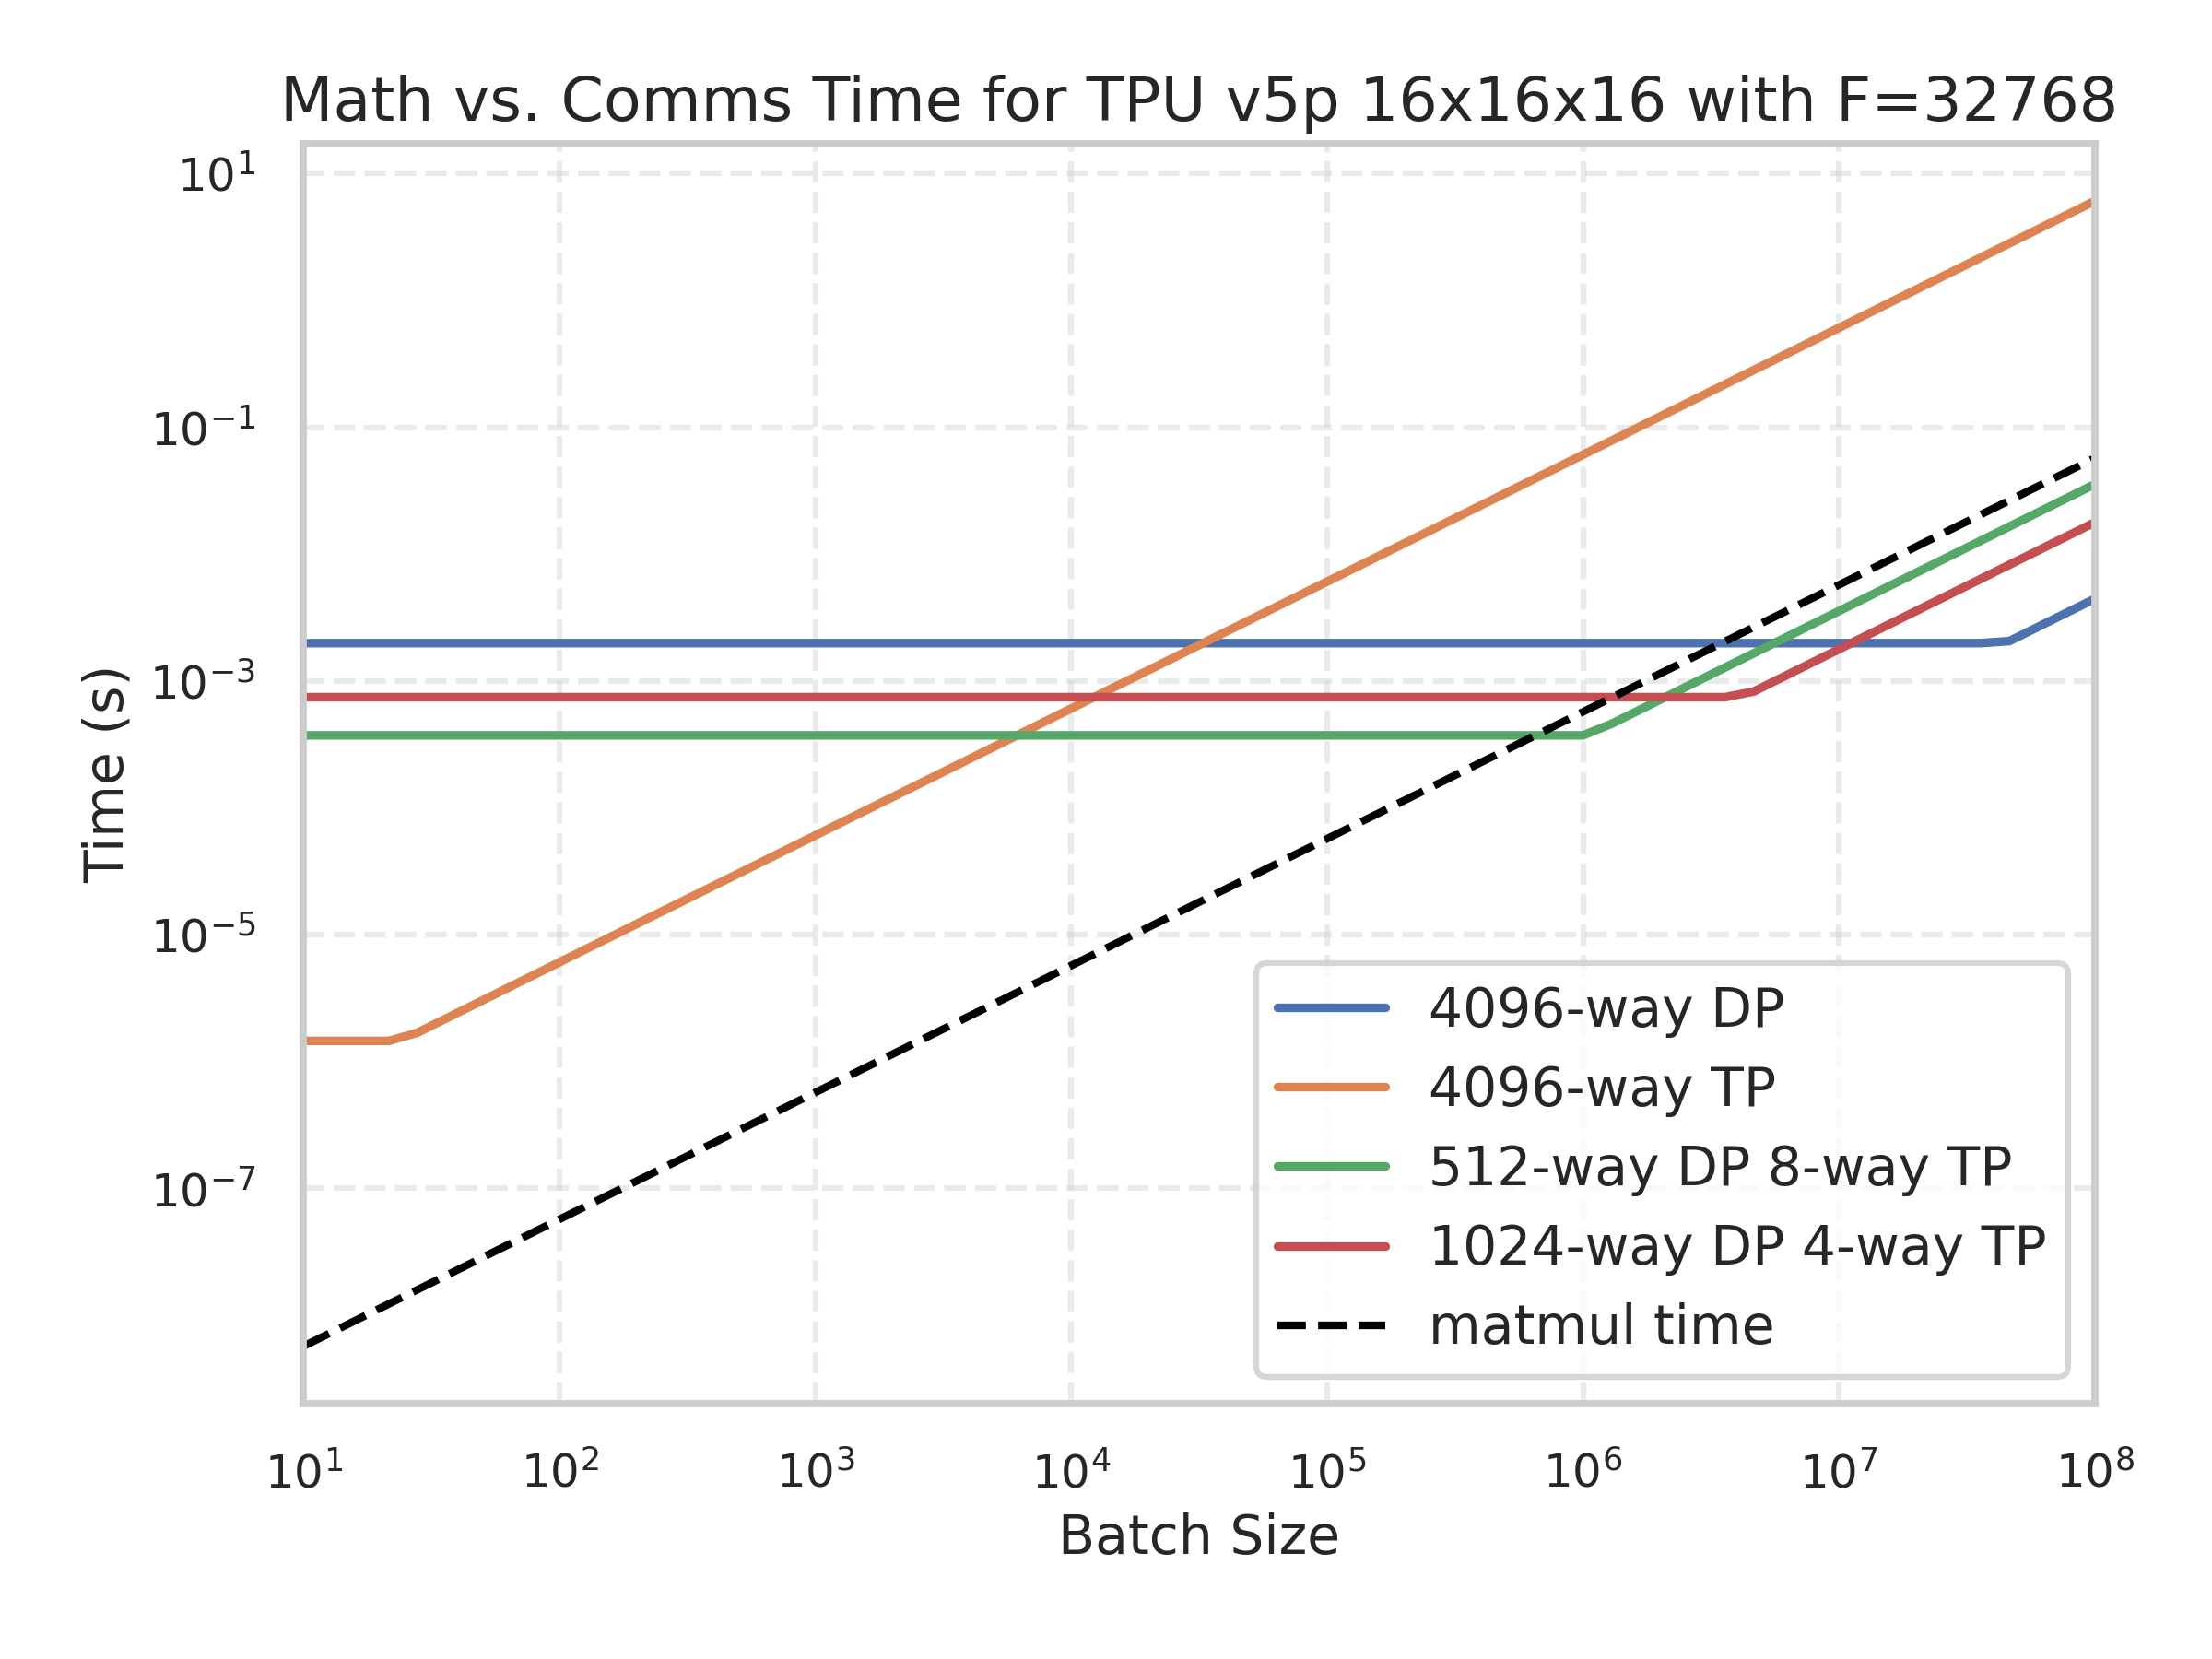 Math vs. Comms Time for TPU v5p 16x16x16 with F=32768
10¹
10⁻¹
10⁻³
10⁻⁵
10⁻⁷
Time (s)
4096-way DP
4096-way TP
512-way DP 8-way TP
1024-way DP 4-way TP
matmul time
10¹ 10² 10³ 10⁴ 10⁵ 10⁶ 10⁷ 10⁸
Batch Size